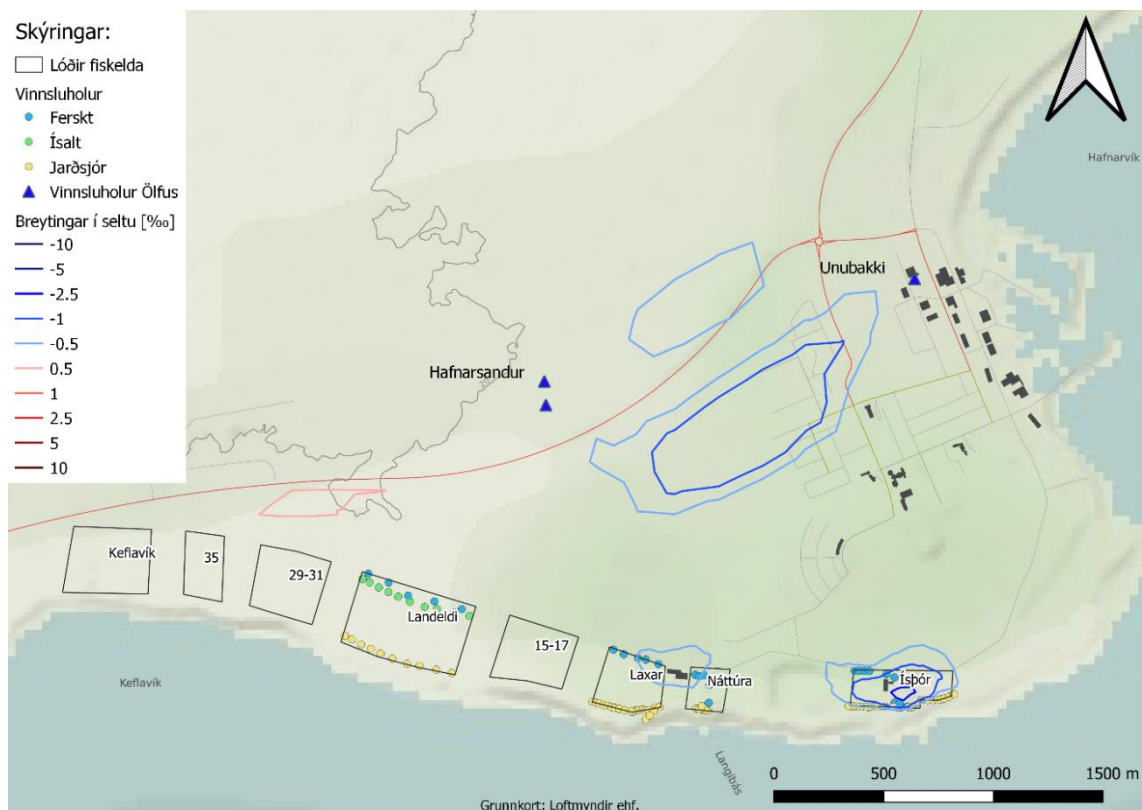 Skýringar:
Lóðir fiskelda
Vinnsluholur
Ferskt
Ísalt
Jarðsjór
Vinnsluholur Ölfus
Breytingar í seltu [‰]
-10
-5
-2.5
-1
-0.5
0.5
1
2.5
5
10
Hafnarvík
Unubakki
Hafnarsandur
Keflavík
35
29-31
Landeldi
15-17
Laxar
Náttúra
Ísþór
Keflavík
Langibás
0 500 1000 1500 m
Grunnkort: Loftmyndir ehf.